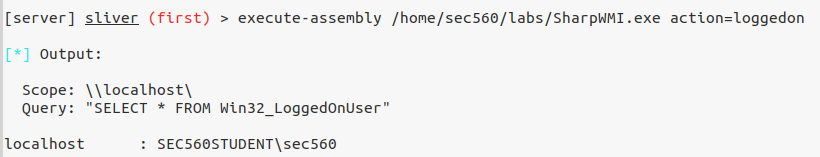 [server] sliver (first) > execute-assembly /home/sec560/labs/SharpWMI.exe action=loggedon
[*] Output:
Scope: \\localhost\
Query: "SELECT * FROM Win32_LoggedOnUser"
localhost      : SEC560STUDENT\sec560